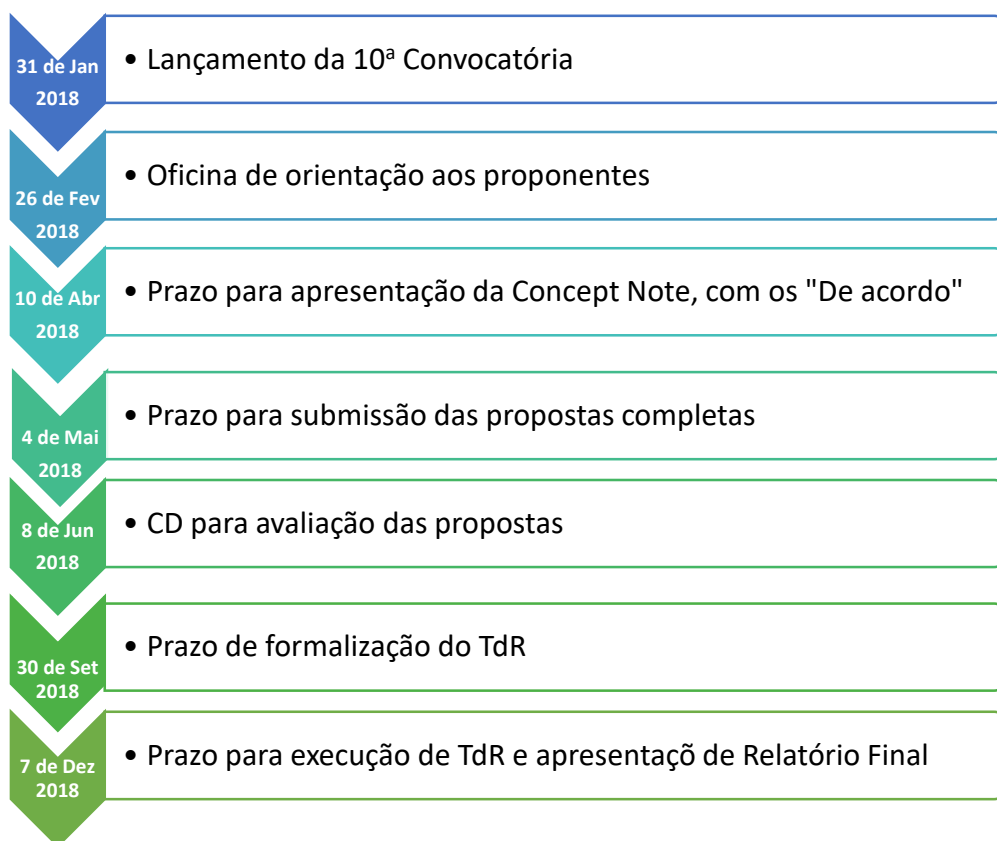 31 de Jan
2018
• Lançamento da 10ª Convocatória
26 de Fev
2018
• Oficina de orientação aos proponentes
10 de Abr
2018
• Prazo para apresentação da Concept Note, com os "De acordo"
4 de Mai
2018
• Prazo para submissão das propostas completas
8 de Jun
2018
• CD para avaliação das propostas
30 de Set
2018
• Prazo de formalização do TdR
7 de Dez
2018
• Prazo para execução de TdR e apresentaçõ de Relatório Final